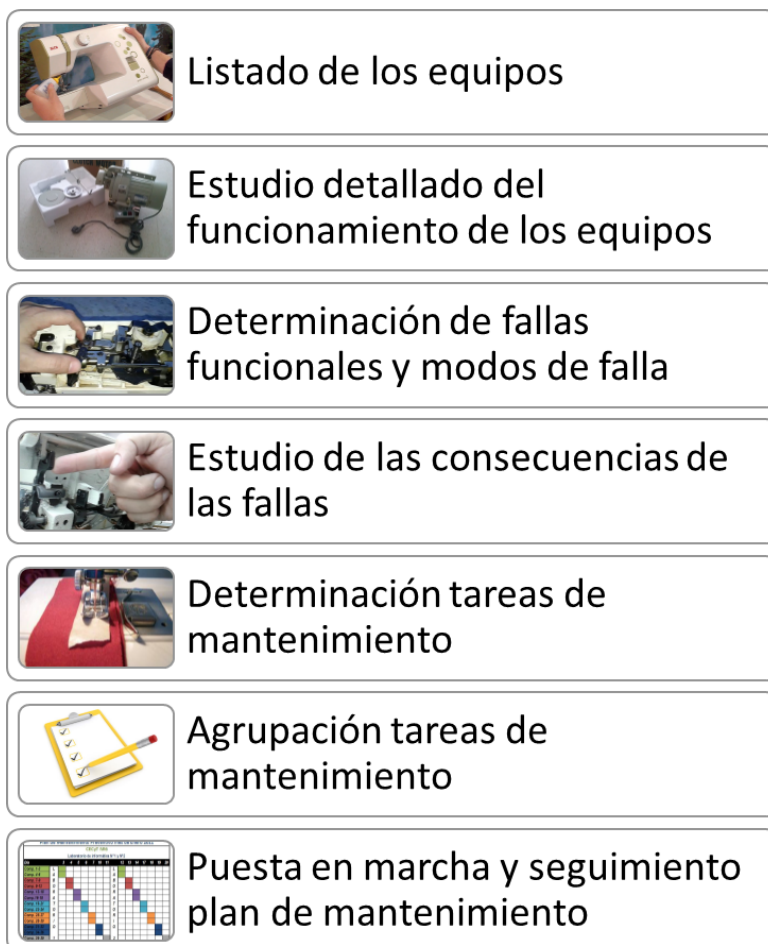 Listado de los equipos
Estudio detallado del
funcionamiento de los equipos
Determinación de fallas
funcionales y modos de falla
Estudio de las consecuencias de
las fallas
Determinación tareas de
mantenimiento
Agrupación tareas de
mantenimiento
Puesta en marcha y seguimiento
plan de mantenimiento